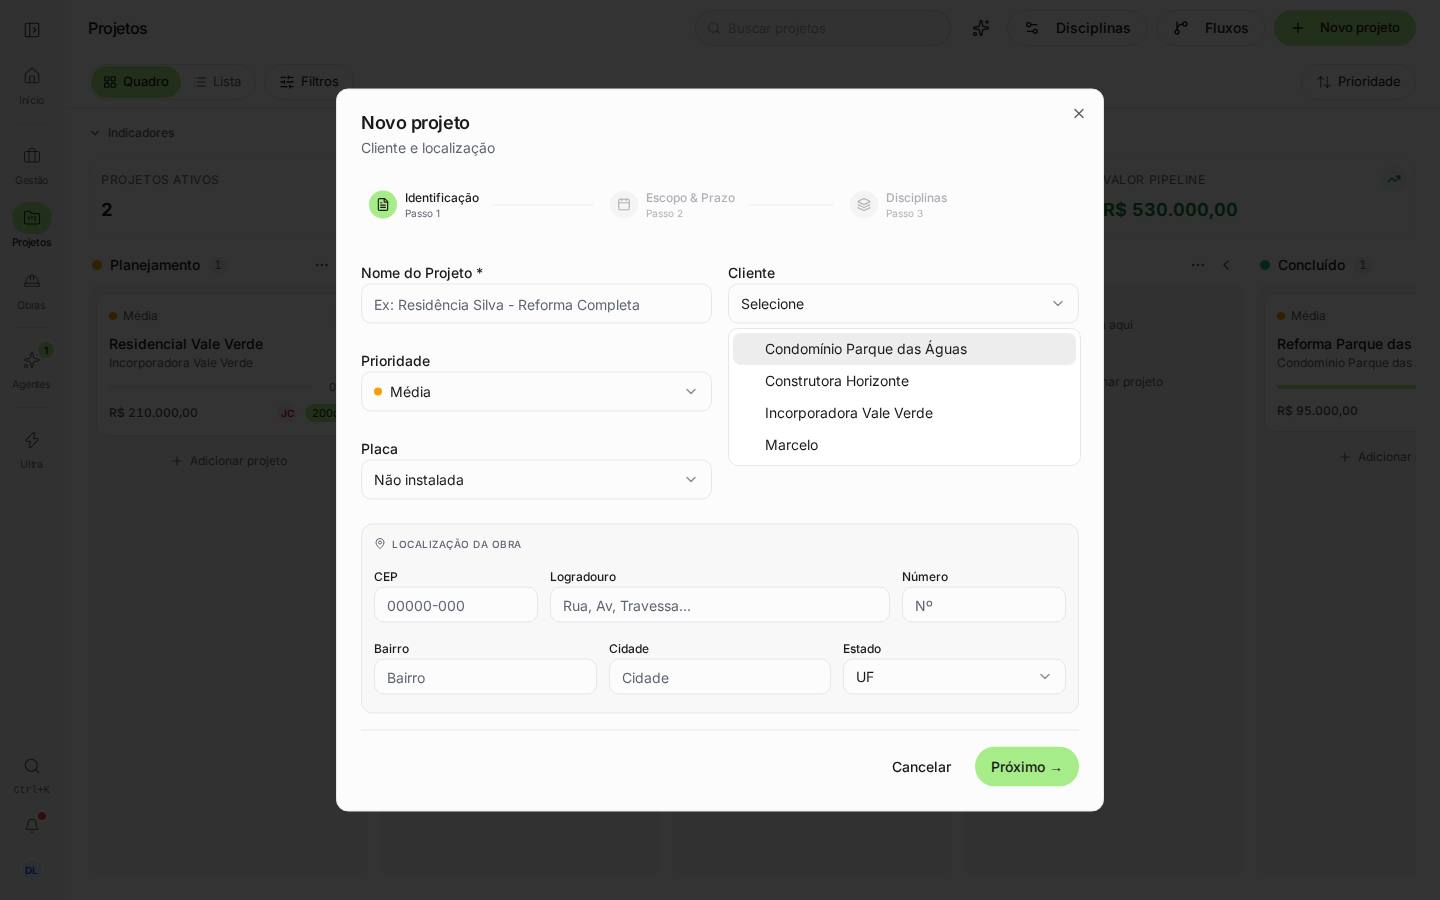 Projetos
Buscar projetos
Disciplinas
Fluxos
Novo projeto
Quadro
Lista
Filtros
Prioridade
Início
Gestão
Projetos
Obras
1
Agentes
Ultra
Ctrl+K
DL
Indicadores
PROJETOS ATIVOS
2
VALOR PIPELINE
R$ 530.000,00
Planejamento 1
Média
Residencial Vale Verde
Incorporadora Vale Verde
R$ 210.000,00
JC
Adicionar projeto
aqui
projeto
Concluído 1
Média
Reforma Parque das
Condomínio Parque das
R$ 95.000,00
Adicionar
Novo projeto
Cliente e localização
Identificação
Passo 1
Escopo & Prazo
Passo 2
Disciplinas
Passo 3
Nome do Projeto *
Ex: Residência Silva - Reforma Completa
Cliente
Selecione
Condomínio Parque das Águas
Construtora Horizonte
Incorporadora Vale Verde
Marcelo
Prioridade
Média
Placa
Não instalada
LOCALIZAÇÃO DA OBRA
CEP
00000-000
Logradouro
Rua, Av, Travessa...
Número
Nº
Bairro
Bairro
Cidade
Cidade
Estado
UF
Cancelar
Próximo →